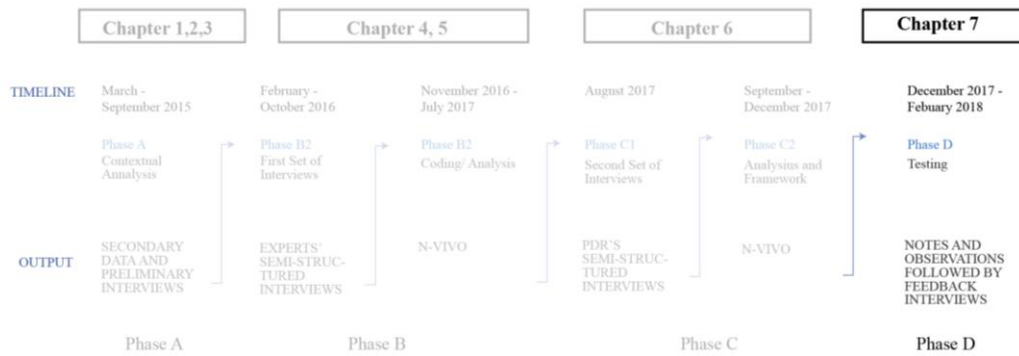 Chapter 1,2,3 Chapter 4, 5 Chapter 6 Chapter 7
TIMELINE
March -
September 2015
February -
October 2016
November 2016 -
July 2017
August 2017
September -
December 2017
December 2017 -
Febuary 2018
Phase A
Contextual
Annalysis
Phase B2
First Set of
Interviews
Phase B2
Coding/ Analysis
Phase C1
Second Set of
Interviews
Phase C2
Analysius and
Framework
Phase D
Testing
OUTPUT
SECONDARY
DATA AND
PRELIMINARY
INTERVIEWS
EXPERTS'
SEMI-STRUC-
TURED
INTERVIEWS
N-VIVO
PDR'S
SEMI-STRUC-
TURED
INTERVIEWS
N-VIVO
NOTES AND
OBSERVATIONS
FOLLOWED BY
FEEDBACK
INTERVIEWS
Phase A Phase B Phase C Phase D